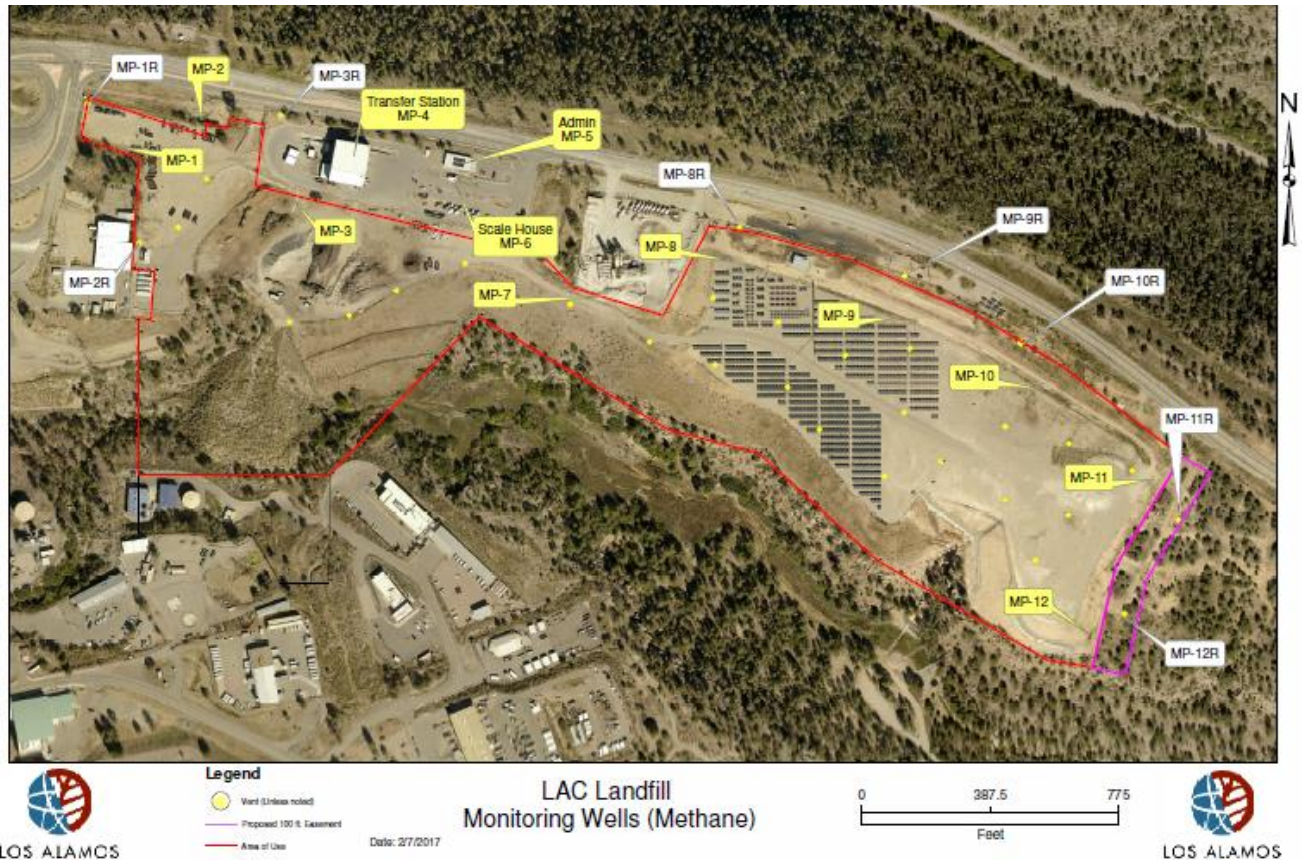 MP-1R
MP-2
MP-3R
Transfer Station
MP-4
Admin
MP-5
N
MP-1
MP-3
MP-2R
Scale House
MP-6
MP-7
MP-8R
MP-8
MP-9R
MP-9
MP-10R
MP-10
MP-11R
MP-11
MP-12
MP-12R
LOS ALAMOS
Legend
Vent (Unless noted)
Proposed 100 ft. Easement
Area of Use
Date: 2/7/2017
LAC Landfill
Monitoring Wells (Methane)
0 387.5 775
Feet
LOS ALAMOS